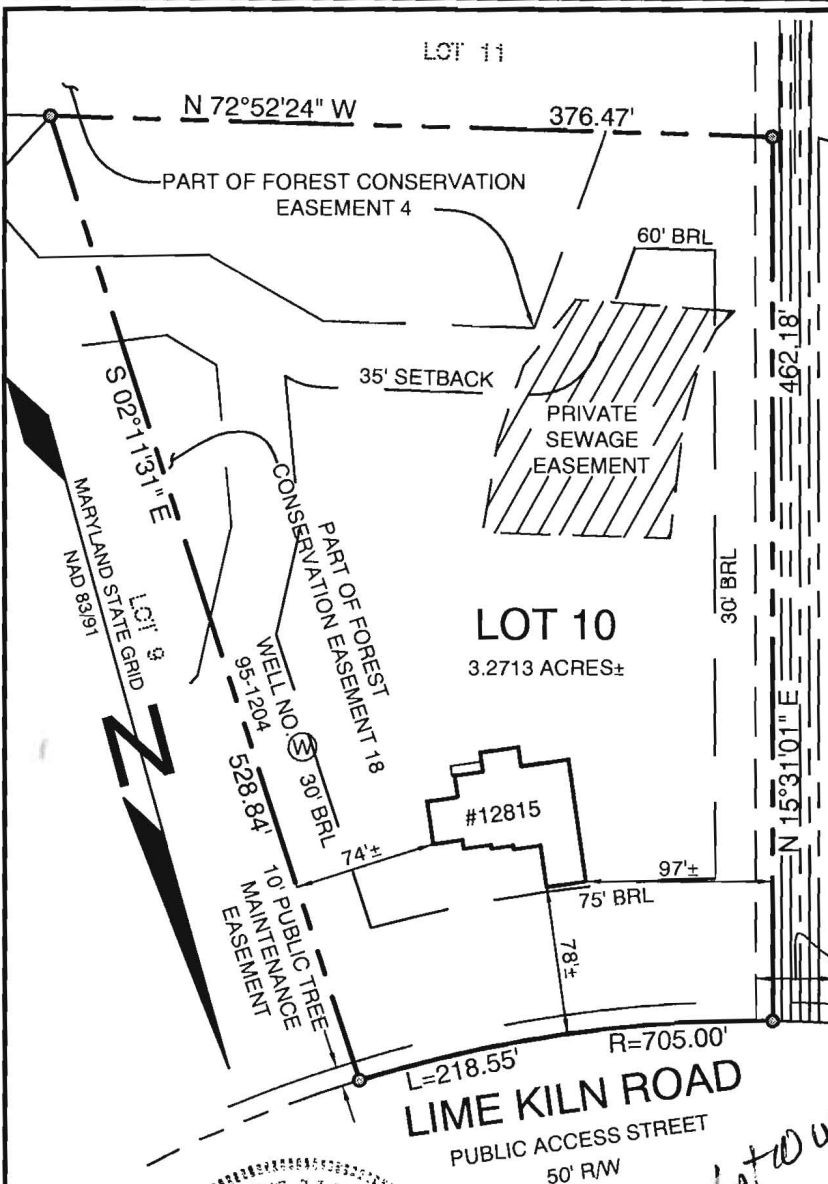 LOT 11
N 72°52'24" W
376.47'
PART OF FOREST CONSERVATION
EASEMENT 4
60' BRL
462.18'
35' SETBACK
PRIVATE
SEWAGE
EASEMENT
S 02°11'31" E
MARYLAND STATE GRID
NAD 83/91
LOT 9
PART OF FOREST
CONSERVATION EASEMENT 18
LOT 10
3.2713 ACRES±
30' BRL
WELL NO.
95-1204
W
30' BRL
528.84'
N 15°31'01" E
N
#12815
74'±
97'±
75' BRL
78'±
10' PUBLIC TREE
MAINTENANCE
EASEMENT
L=218.55'
R=705.00'
LIME KILN ROAD
PUBLIC ACCESS STREET
50' R/W